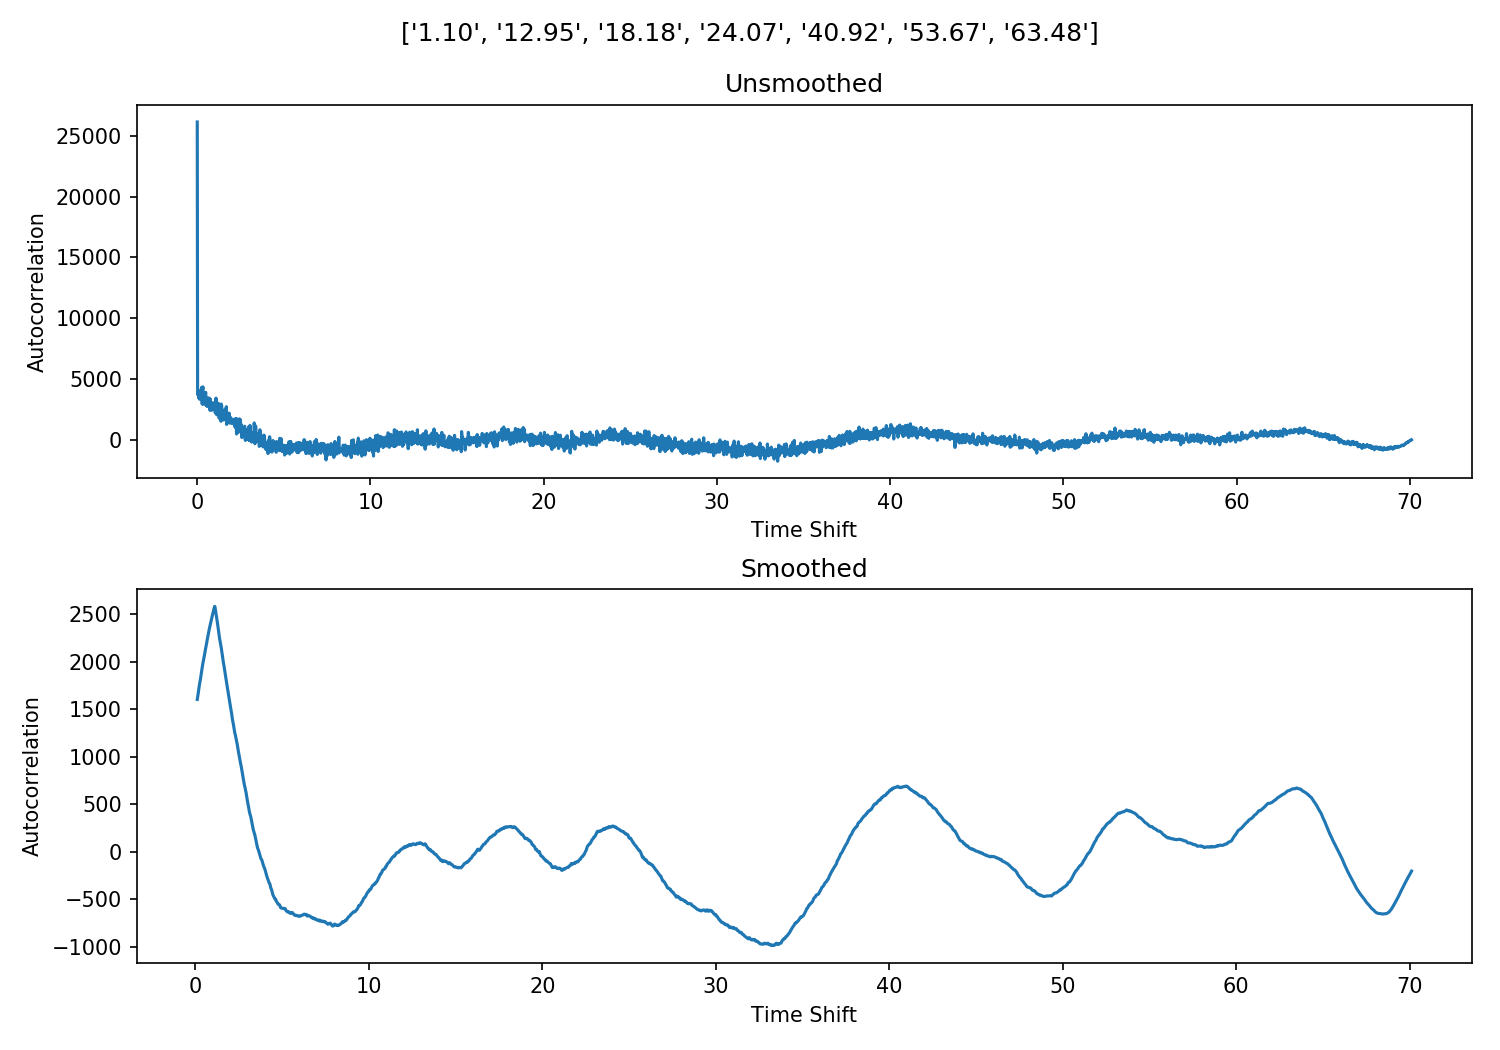 ['1.10', '12.95', '18.18', '24.07', '40.92', '53.67', '63.48']
Unsmoothed
25000
20000
15000
10000
5000
0
Autocorrelation
0 10 20 30 40 50 60 70
Time Shift
Smoothed
2500
2000
1500
1000
500
0
−500
−1000
Autocorrelation
0 10 20 30 40 50 60 70
Time Shift